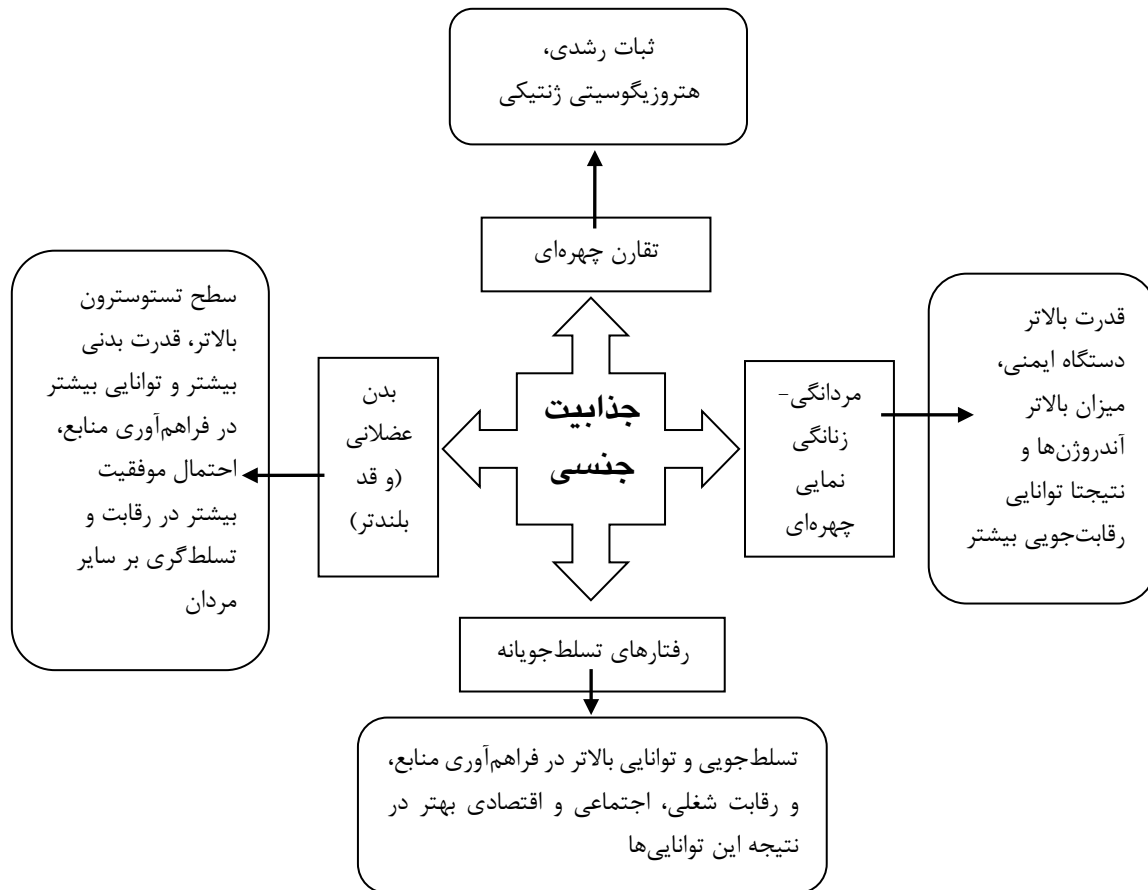 ثبات رشدی،
هتروزیگوسیتی ژنتیکی
تقارن چهره‌ای
قدرت بالاتر
دستگاه ایمنی،
میزان بالاتر
آندروژن‌ها و
نتیجتا توانایی
رقابت‌جویی بیشتر
مردانگی-
زنانگی
نمایی
چهره‌ای
جذابیت
جنسی
بدن
عضلانی
(و قد
بلندتر)
سطح تستوسترون
بالاتر، قدرت بدنی
بیشتر و توانایی بیشتر
در فراهم‌آوری منابع،
احتمال موفقیت
بیشتر در رقابت و
تسلط‌گری بر سایر
مردان
رفتارهای تسلط‌جویانه
تسلط‌جویی و توانایی بالاتر در فراهم‌آوری منابع،
و رقابت شغلی، اجتماعی و اقتصادی بهتر در
نتیجه این توانایی‌ها